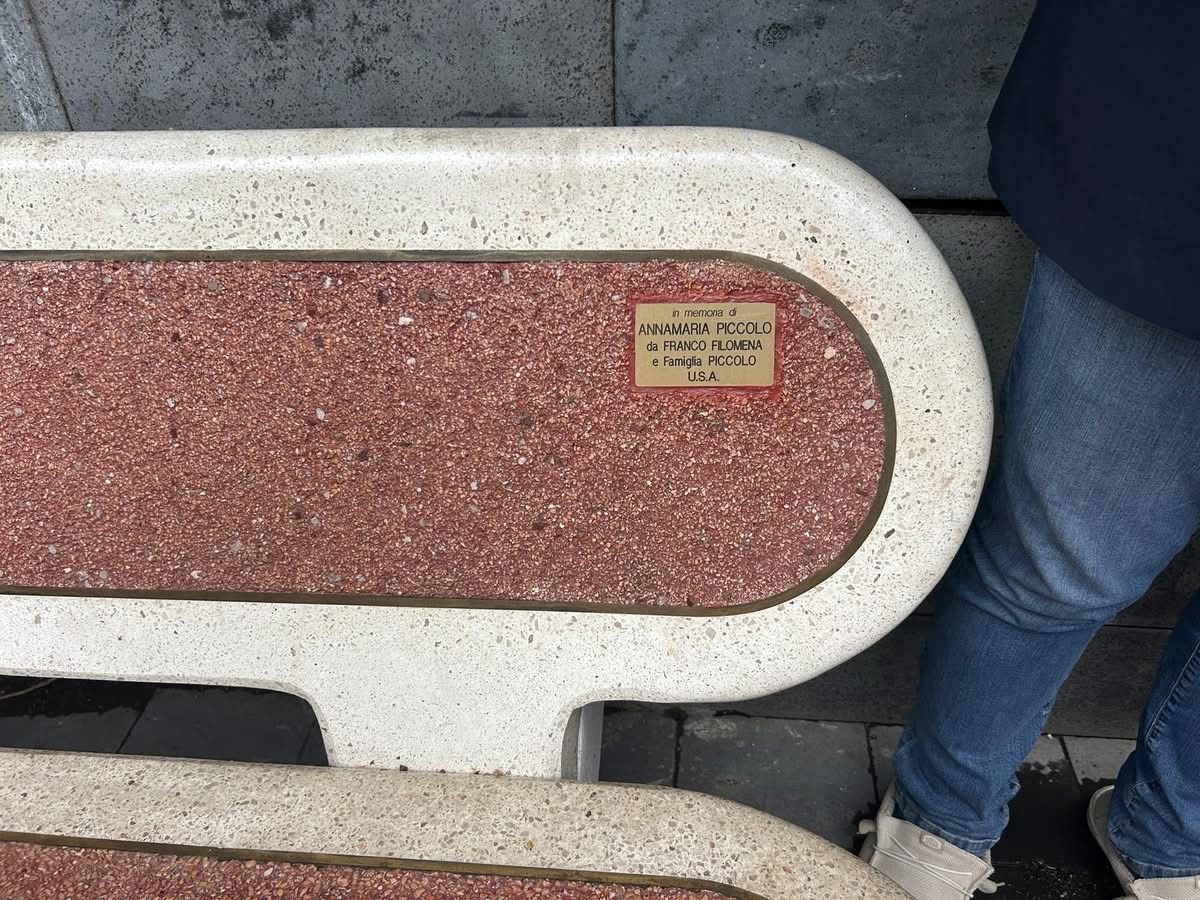 in memoria di
ANNAMARIA PICCOLO
da FRANCO FILOMENA
e Famiglia PICCOLO
U.S.A.